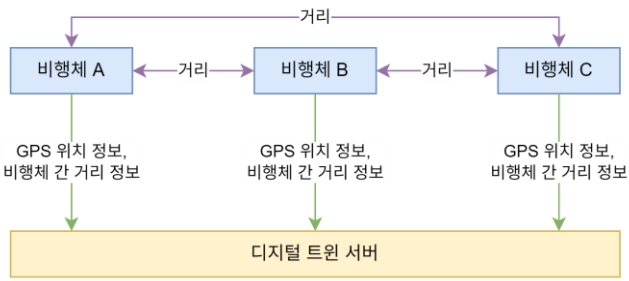 거리
비행체 A
거리
비행체 B
거리
비행체 C
GPS 위치 정보,
비행체 간 거리 정보
GPS 위치 정보,
비행체 간 거리 정보
GPS 위치 정보,
비행체 간 거리 정보
디지털 트윈 서버